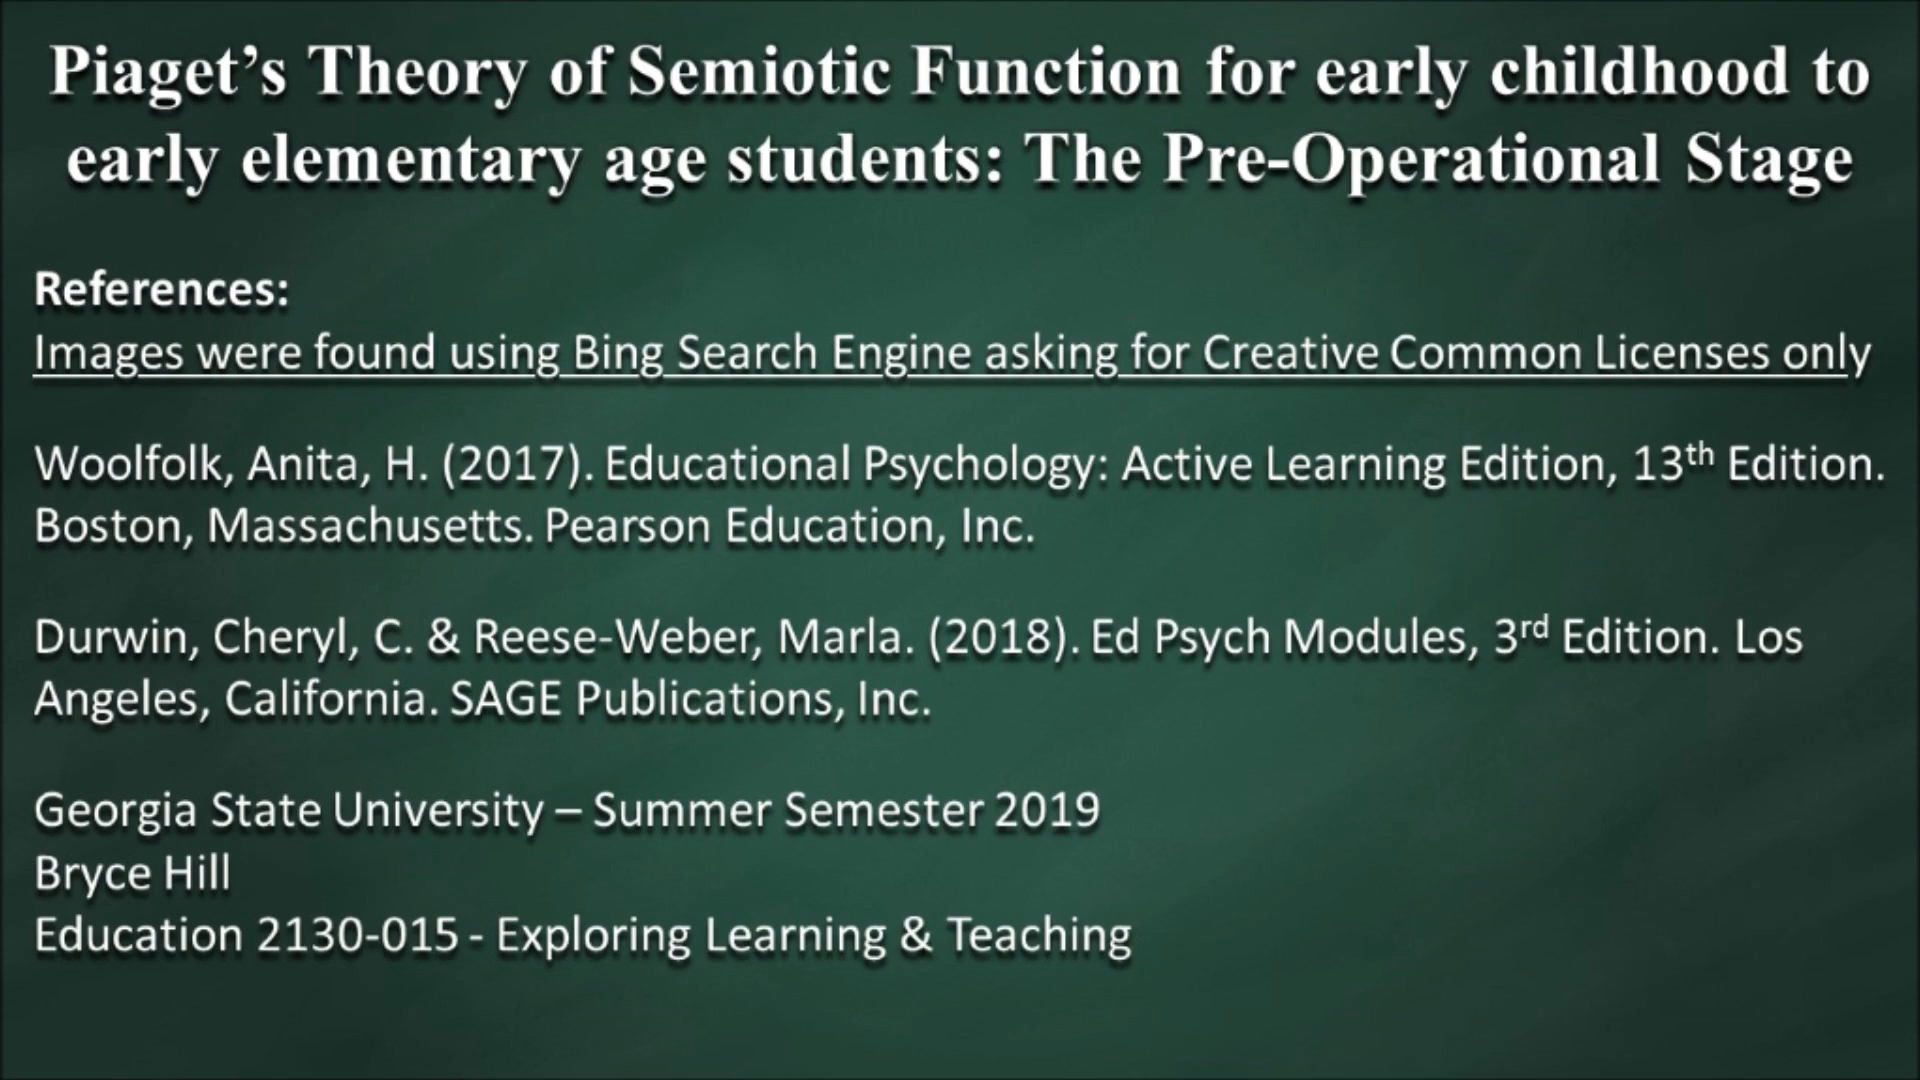 Piaget’s Theory of Semiotic Function for early childhood to
early elementary age students: The Pre-Operational Stage
References:
Images were found using Bing Search Engine asking for Creative Common Licenses only
Woolfolk, Anita, H. (2017). Educational Psychology: Active Learning Edition, 13th Edition.
Boston, Massachusetts. Pearson Education, Inc.
Durwin, Cheryl, C. & Reese-Weber, Marla. (2018). Ed Psych Modules, 3rd Edition. Los
Angeles, California. SAGE Publications, Inc.
Georgia State University – Summer Semester 2019
Bryce Hill
Education 2130-015 - Exploring Learning & Teaching